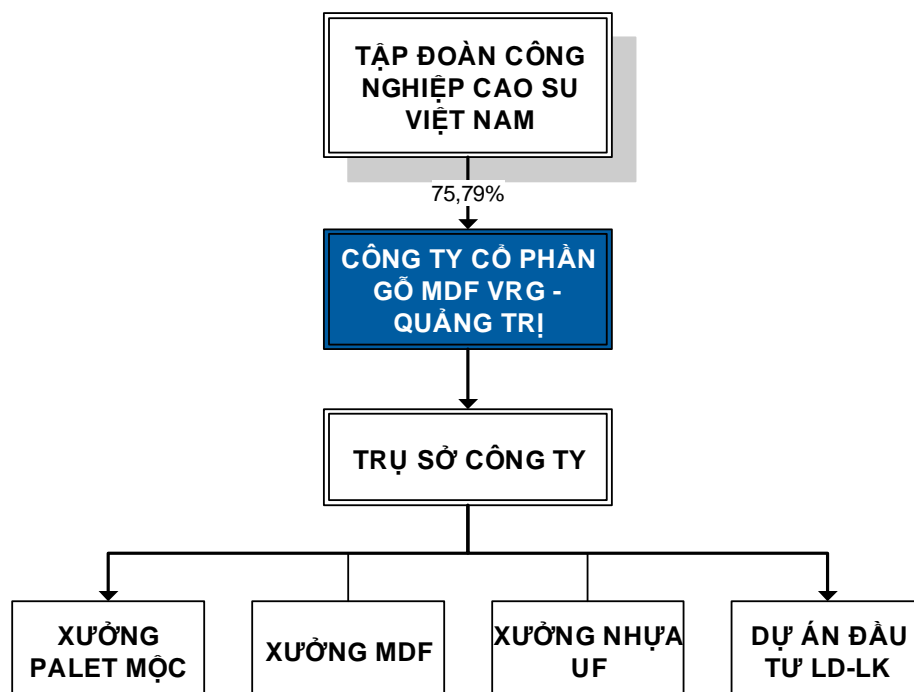 TẬP ĐOÀN CÔNG
NGHIỆP CAO SU
VIỆT NAM
75,79%
CÔNG TY CỔ PHẦN
GỖ MDF VRG -
QUẢNG TRỊ
TRỤ SỞ CÔNG TY
XƯỞNG
PALET MỘC
XƯỞNG MDF
XƯỞNG NHỰA
UF
DỰ ÁN ĐẦU
TƯ LD-LK